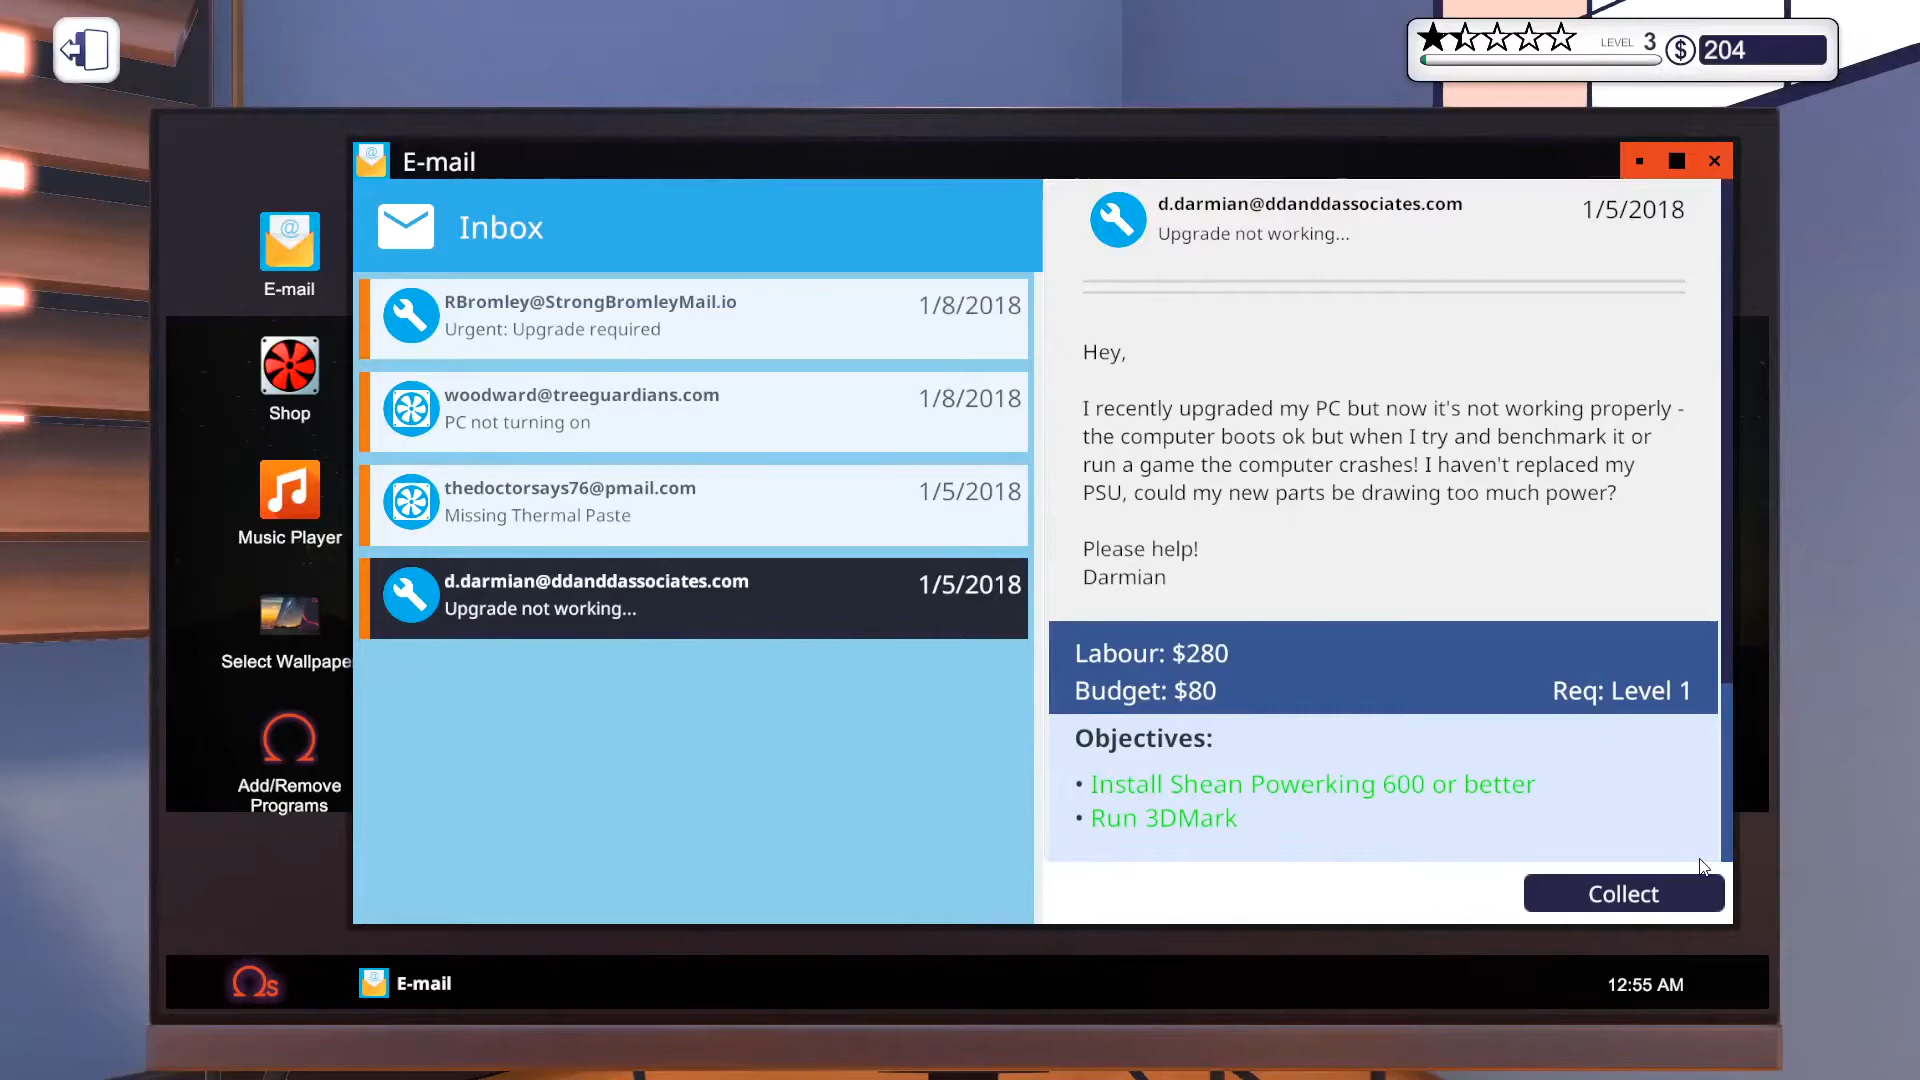 LEVEL 3
$ 204
E-mail
Inbox
RBromley@StrongBromleyMail.io
1/8/2018
Urgent: Upgrade required
woodward@treeguardians.com
1/8/2018
PC not turning on
thedoctorsays76@pmail.com
1/5/2018
Missing Thermal Paste
d.darmian@ddanddassociates.com
1/5/2018
Upgrade not working...
d.darmian@ddanddassociates.com
1/5/2018
Upgrade not working...
Hey,
I recently upgraded my PC but now it's not working properly -
the computer boots ok but when I try and benchmark it or
run a game the computer crashes! I haven't replaced my
PSU, could my new parts be drawing too much power?
Please help!
Darmian
Labour: $280
Budget: $80
Req: Level 1
Objectives:
• Install Shean Powerking 600 or better
• Run 3DMark
Collect
E-mail
Shop
Music Player
Select Wallpape
Add/Remove
Programs
Ωs
E-mail
12:55 AM